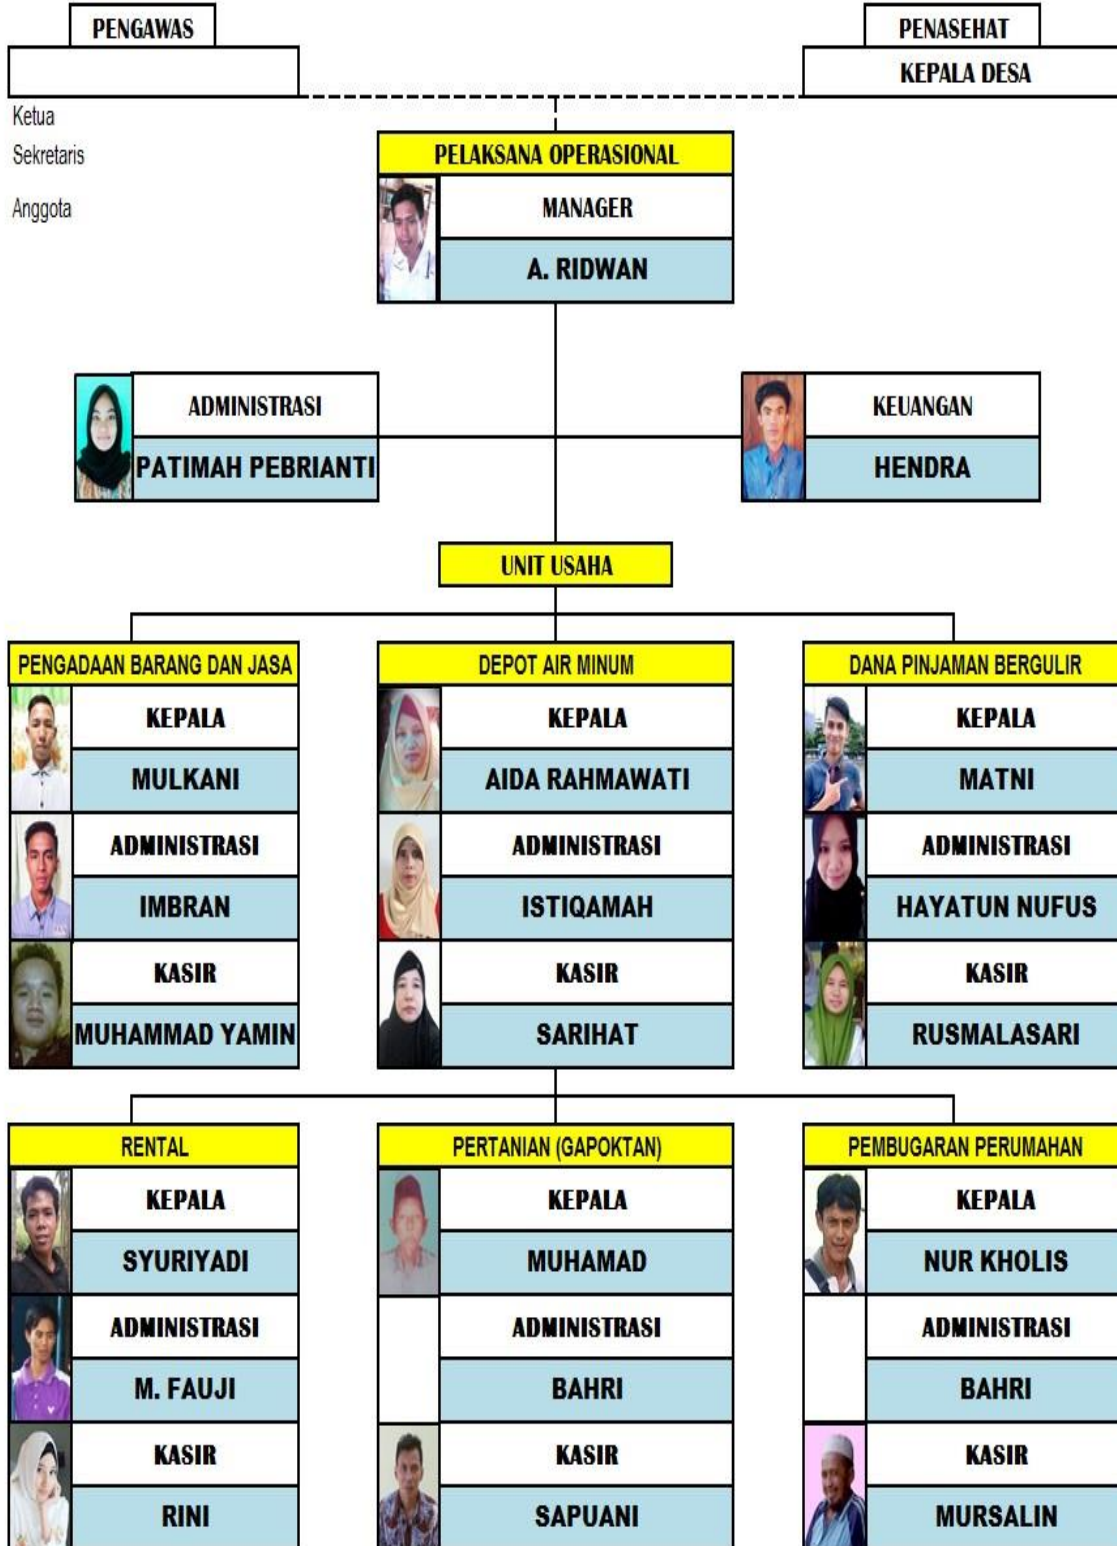 PENGAWAS
PENASEHAT
KEPALA DESA
Ketua
Sekretaris
Anggota
PELAKSANA OPERASIONAL
MANAGER
A. RIDWAN
ADMINISTRASI
PATIMAH PEBRIANTI
KEUANGAN
HENDRA
UNIT USAHA
PENGADAAN BARANG DAN JASA
KEPALA
MULKANI
ADMINISTRASI
IMBRAN
KASIR
MUHAMMAD YAMIN
DEPOT AIR MINUM
KEPALA
AIDA RAHMAWATI
ADMINISTRASI
ISTIQAMAH
KASIR
SARIHAT
DANA PINJAMAN BERGULIR
KEPALA
MATNI
ADMINISTRASI
HAYATUN NUFUS
KASIR
RUSMALASARI
RENTAL
KEPALA
SYURIYADI
ADMINISTRASI
M. FAUJI
KASIR
RINI
PERTANIAN (GAPOKTAN)
KEPALA
MUHAMAD
ADMINISTRASI
BAHRI
KASIR
SAPUANI
PEMBUGARAN PERUMAHAN
KEPALA
NUR KHOLIS
ADMINISTRASI
BAHRI
KASIR
MURSALIN